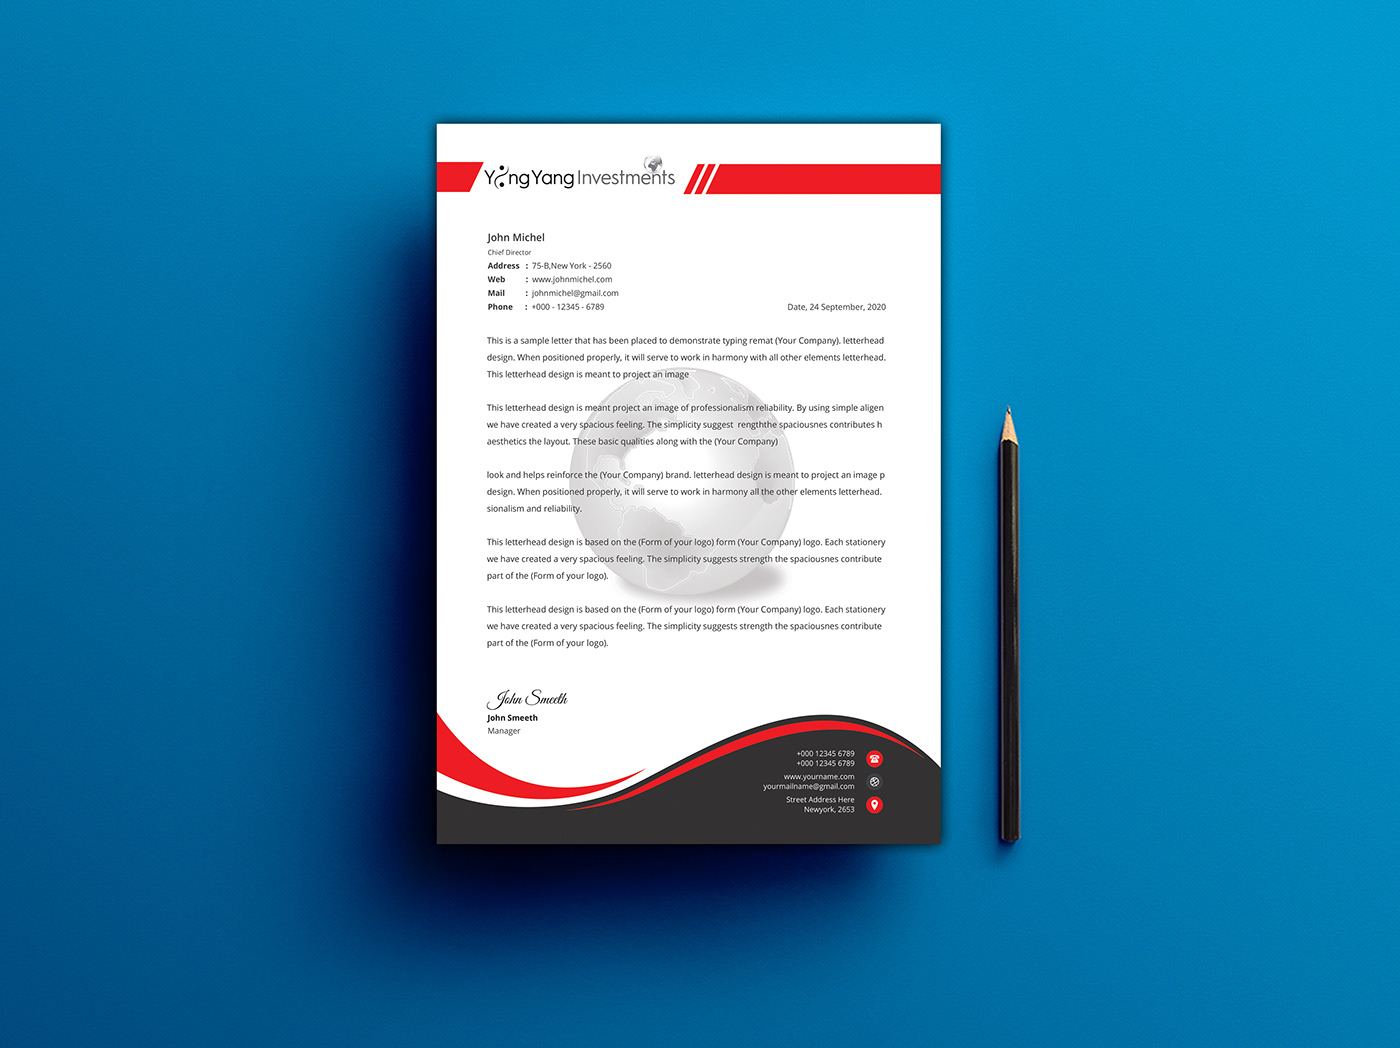 YongYang Investments
John Michel
Chief Director
Address : 75-B,New York - 2560
Web : www.johnmichel.com
Mail : johnmichel@gmail.com
Phone : +000 - 12345 - 6789
Date, 24 September, 2020
This is a sample letter that has been placed to demonstrate typing remat (Your Company). letterhead
design. When positioned properly, it will serve to work in harmony with all other elements letterhead.
This letterhead design is meant to project an image
This letterhead design is meant project an image of professionalism reliability. By using simple aligen
we have created a very spacious feeling. The simplicity suggest rengththe spaciousnes contributes h
aesthetics the layout. These basic qualities along with the (Your Company)
look and helps reinforce the (Your Company) brand. letterhead design is meant to project an image p
design. When positioned properly, it will serve to work in harmony all the other elements letterhead.
sionalism and reliability.
This letterhead design is based on the (Form of your logo) form (Your Company) logo. Each stationery
we have created a very spacious feeling. The simplicity suggests strength the spaciousnes contribute
part of the (Form of your logo).
This letterhead design is based on the (Form of your logo) form (Your Company) logo. Each stationery
we have created a very spacious feeling. The simplicity suggests strength the spaciousnes contribute
part of the (Form of your logo).
John Smeeth
John Smeeth
Manager
+000 12345 6789
+000 12345 6789
www.yourname.com
yourmailname@gmail.com
Street Address Here
Newyork, 2653